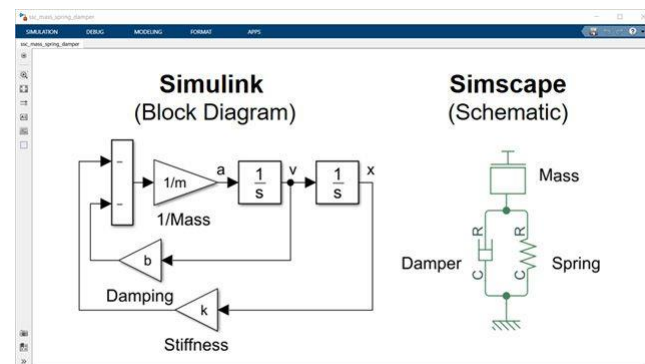 ssc_mass_spring_damper
SIMULATION DEBUG MODELING FORMAT APPS
ssc_mass_spring_damper
Simulink
(Block Diagram)
Simscape
(Schematic)
−
−
1/m
a
1
s
v
1
s
x
1/Mass
b
Damping
k
Stiffness
Mass
R R
Damper
Spring
C C